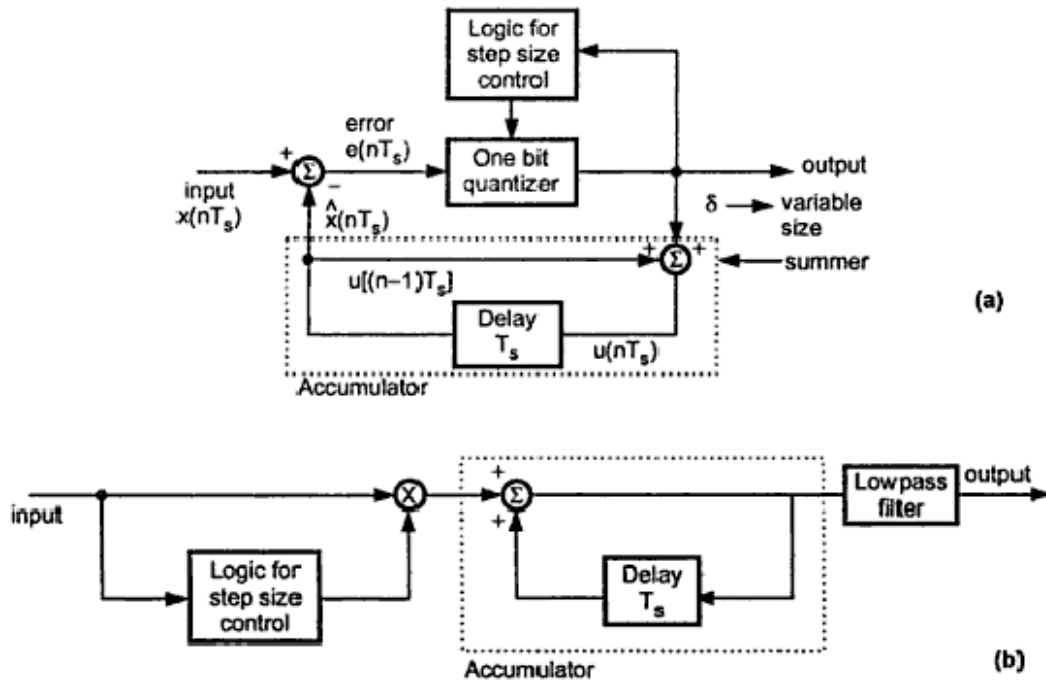 Logic for
step size
control
error
e(nTs)
One bit
quantizer
+
Σ
−
input
x(nTs)
x̂(nTs)
output
δ → variable
size
+
Σ
+
summer
u[(n−1)Ts]
Delay
Ts
u(nTs)
Accumulator
(a)
input
X
+
Σ
+
Lowpass
filter
output
Logic for
step size
control
Delay
Ts
Accumulator
(b)